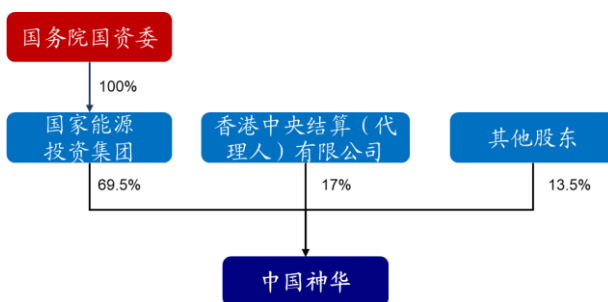 国务院国资委
100%
国家能源
投资集团
香港中央结算（代
理人）有限公司
其他股东
69.5%
17%
13.5%
中国神华